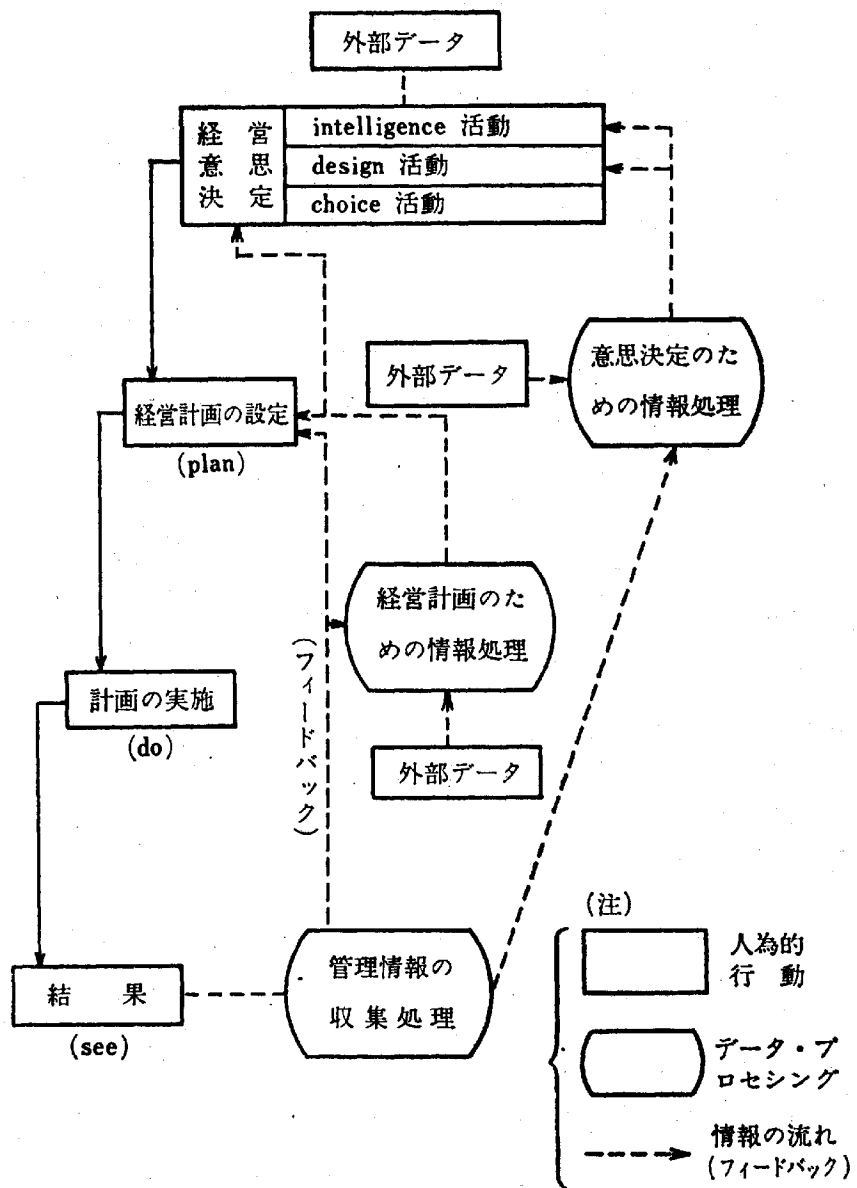 外部データ
経営
意思
決定
intelligence 活動
design 活動
choice 活動
外部データ
意思決定のた
めの情報処理
経営計画の設定
(plan)
経営計画のた
めの情報処理
(フィードバック)
計画の実施
(do)
外部データ
結果
(see)
管理情報の
収集処理
(注)
人為的
行動
データ・プ
ロセシング
情報の流れ
(フィードバック)